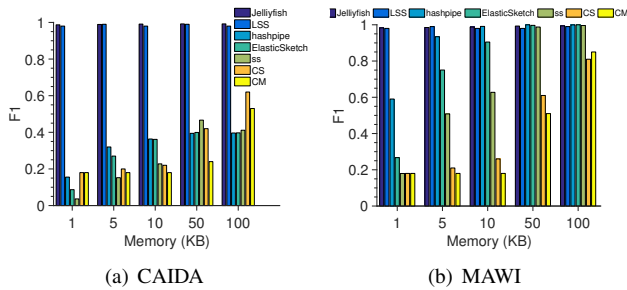 Jelliyfish
LSS
hashpipe
ElasticSketch
ss
CS
CM
F1
1
0.8
0.6
0.4
0.2
0
1 5 10 50 100
Memory (KB)
(a) CAIDA
Jelliyfish LSS hashpipe ElasticSketch ss CS CM
F1
1
0.8
0.6
0.4
0.2
0
1 5 10 50 100
Memory (KB)
(b) MAWI